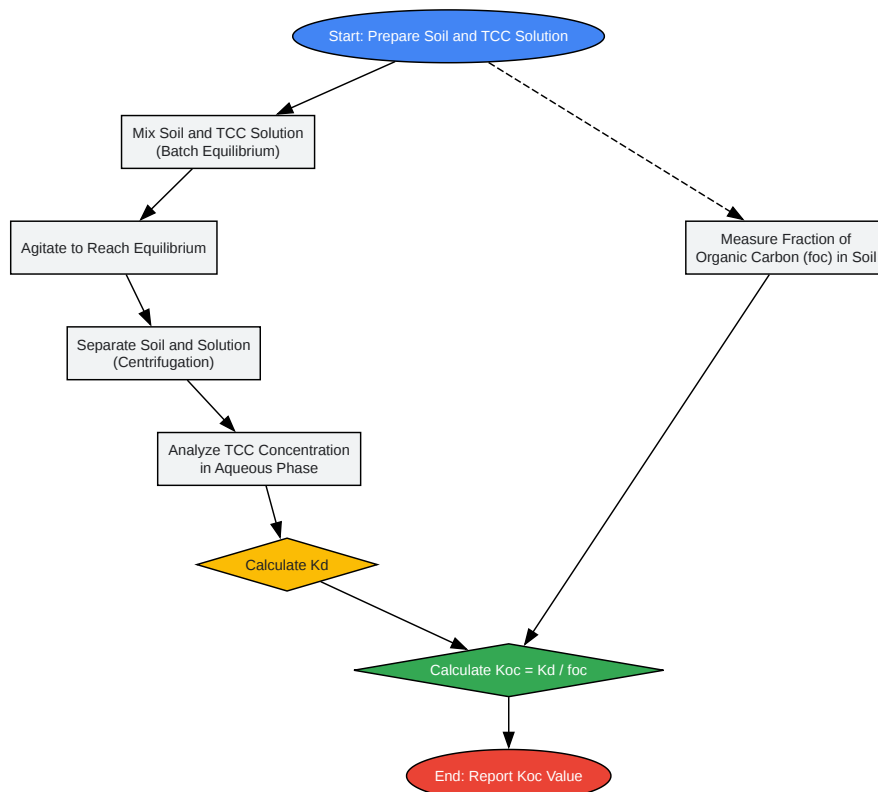 Start: Prepare Soil and TCC Solution
Mix Soil and TCC Solution
(Batch Equilibrium)
Agitate to Reach Equilibrium
Measure Fraction of
Organic Carbon (foc) in Soil
Separate Soil and Solution
(Centrifugation)
Analyze TCC Concentration
in Aqueous Phase
Calculate Kd
Calculate Koc = Kd / foc
End: Report Koc Value